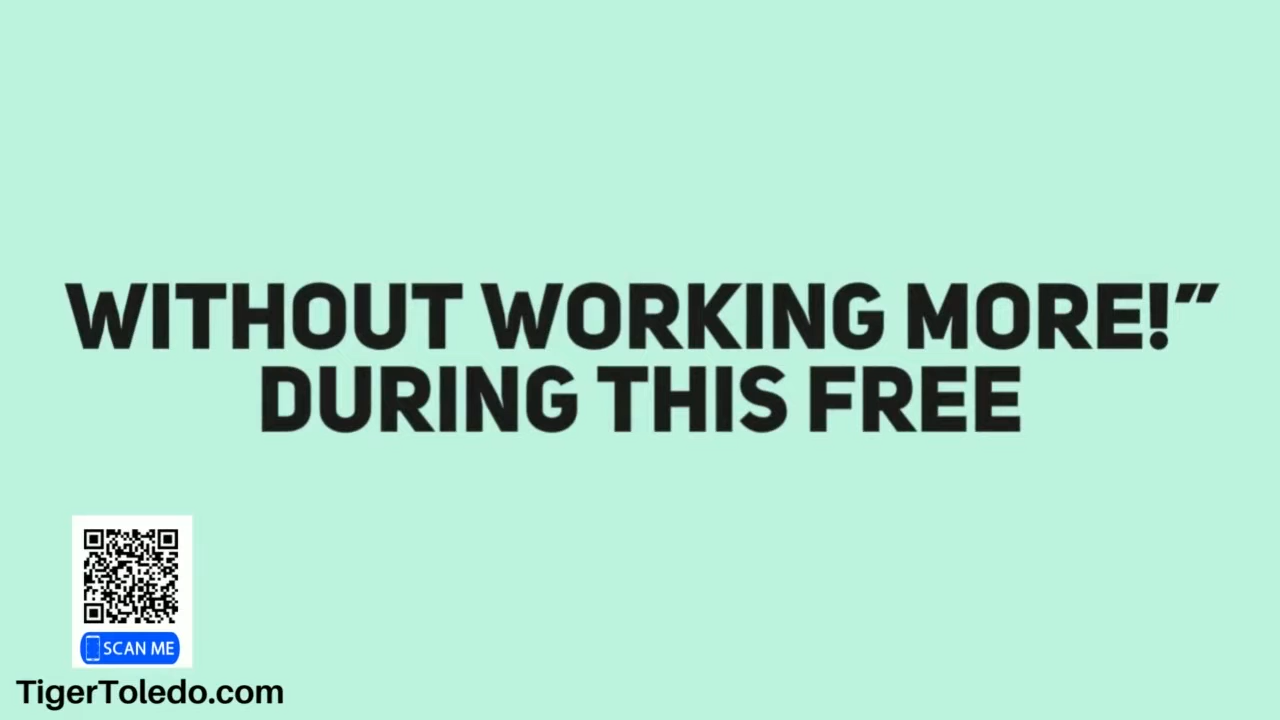 WITHOUT WORKING MORE!”
DURING THIS FREE
SCAN ME
TigerToledo.com